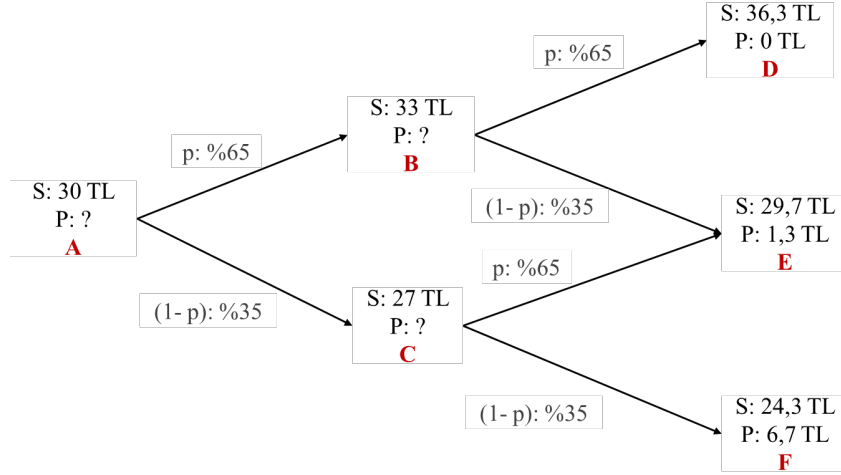 S: 36,3 TL
P: 0 TL
D
p: %65
S: 33 TL
P: ?
B
p: %65
S: 30 TL
P: ?
A
(1- p): %35
S: 29,7 TL
P: 1,3 TL
E
p: %65
(1- p): %35
S: 27 TL
P: ?
C
(1- p): %35
S: 24,3 TL
P: 6,7 TL
F